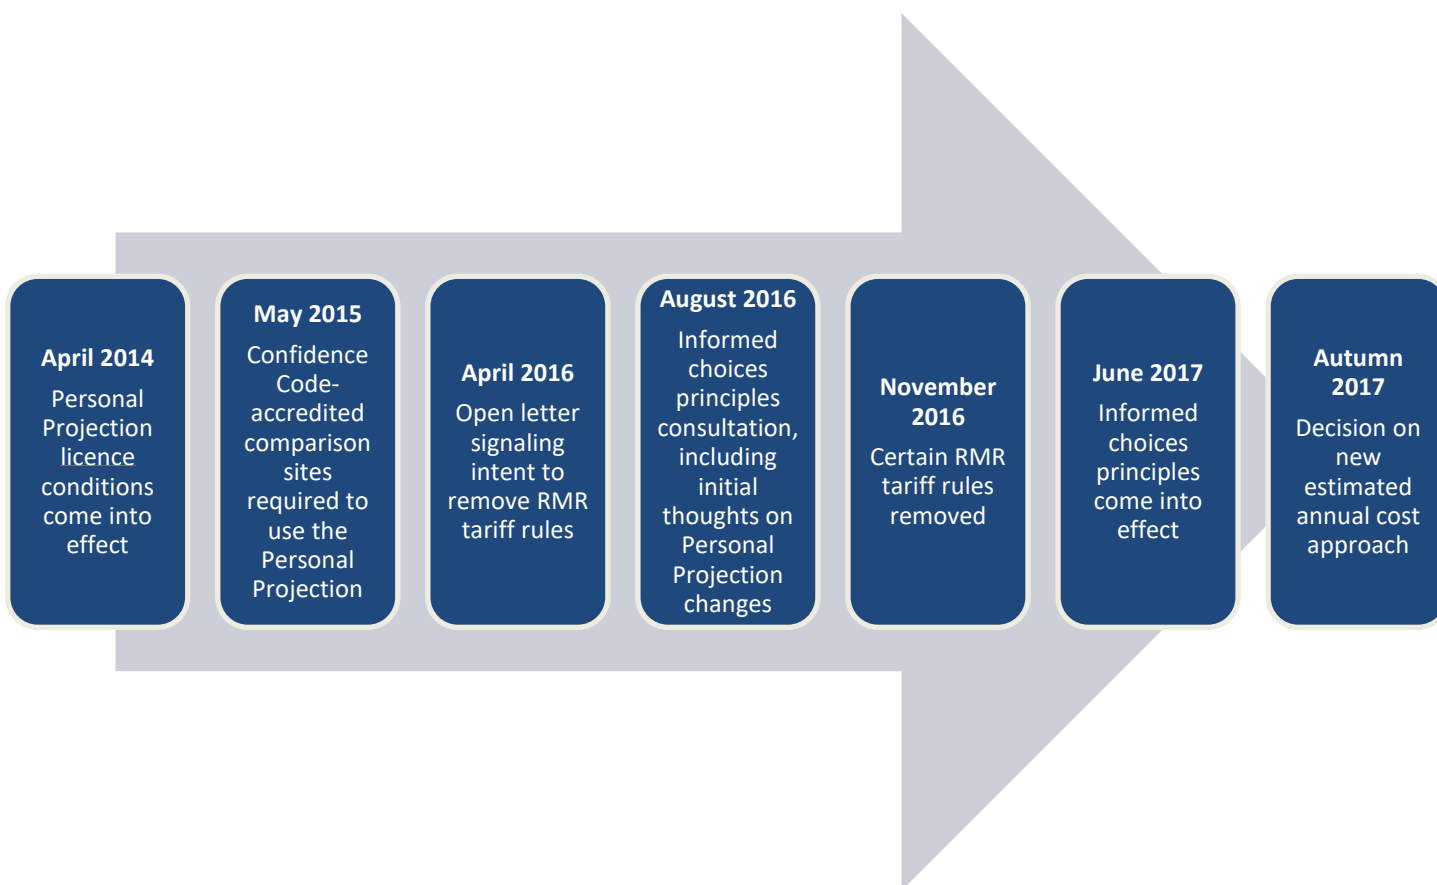 April 2014
Personal
Projection
licence
conditions
come into
effect
May 2015
Confidence
Code-
accredited
comparison
sites
required to
use the
Personal
Projection
April 2016
Open letter
signaling
intent to
remove RMR
tariff rules
August 2016
Informed
choices
principles
consultation,
including
initial
thoughts on
Personal
Projection
changes
November
2016
Certain RMR
tariff rules
removed
June 2017
Informed
choices
principles
come into
effect
Autumn
2017
Decision on
new
estimated
annual cost
approach